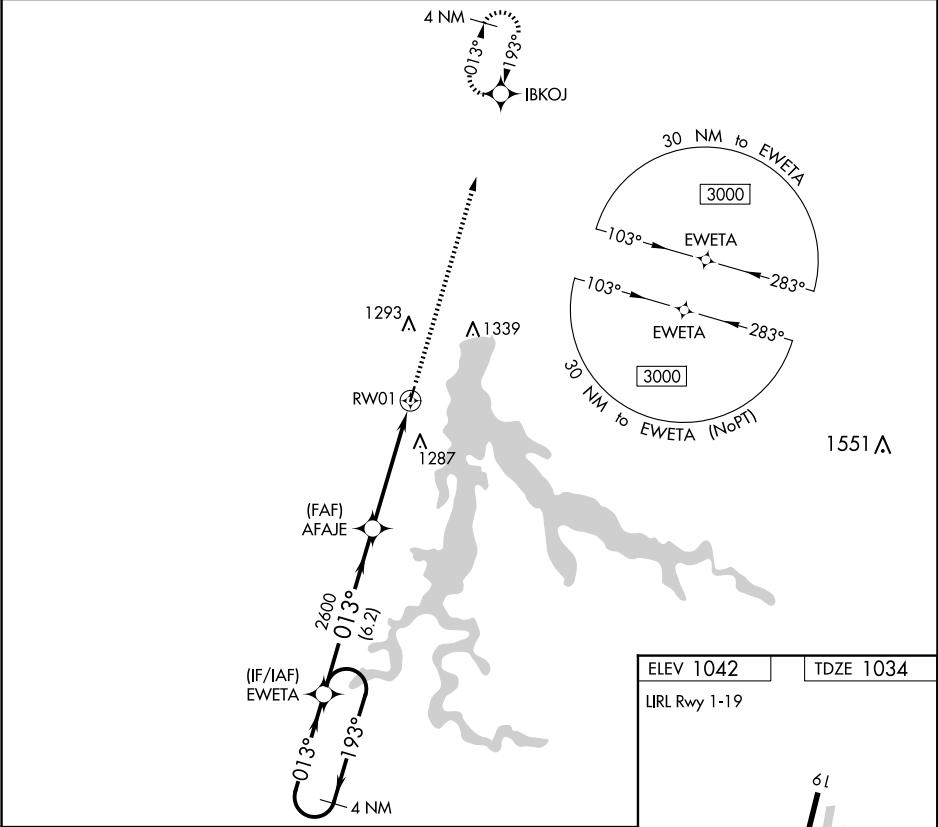 4 NM
013°
193°
IBKOJ
30 NM to EWETA
3000
103°
EWETA
283°
103°
EWETA
283°
3000
30 NM to EWETA (NoPT)
1293
1339
RW01
1287
1551
(FAF)
AFAJE
2600
013°
(6.2)
(IF/IAF)
EWETA
013°
193°
4 NM
ELEV 1042
TDZE 1034
LIRL Rwy 1-19
19